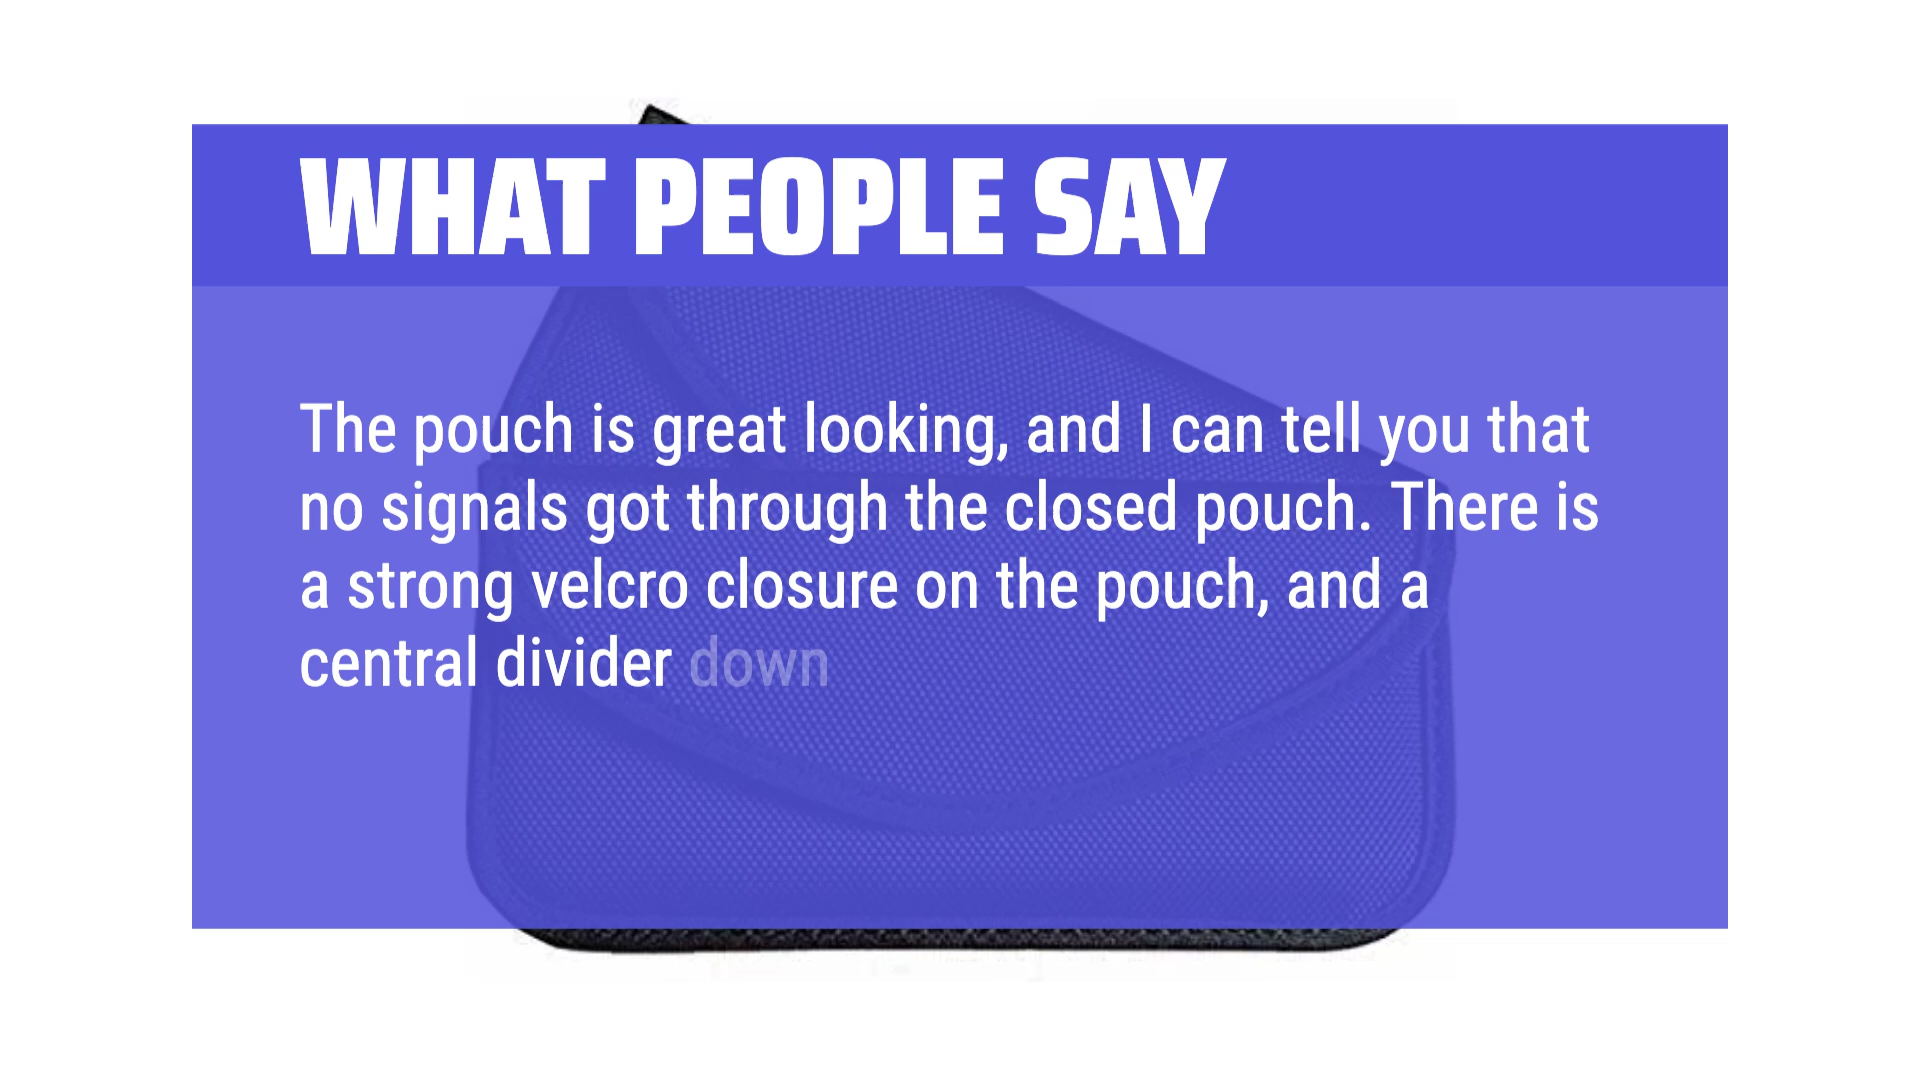 WHAT PEOPLE SAY
The pouch is great looking, and I can tell you that
no signals got through the closed pouch. There is
a strong velcro closure on the pouch, and a
central divider down